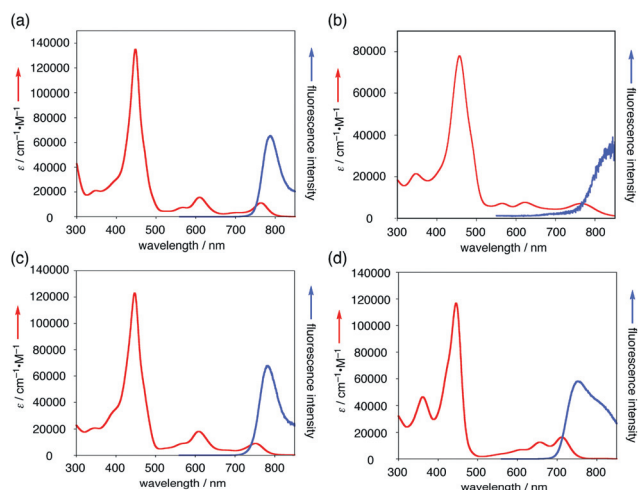 (a)
140000
120000
100000
80000
60000
40000
20000
0
300 400 500 600 700 800
wavelength / nm
ε / cm⁻¹•M⁻¹
fluorescence intensity
(b)
80000
60000
40000
20000
0
300 400 500 600 700 800
wavelength / nm
ε / cm⁻¹•M⁻¹
fluorescence intensity
(c)
140000
120000
100000
80000
60000
40000
20000
0
300 400 500 600 700 800
wavelength / nm
ε / cm⁻¹•M⁻¹
fluorescence intensity
(d)
140000
120000
100000
80000
60000
40000
20000
0
300 400 500 600 700 800
wavelength / nm
ε / cm⁻¹•M⁻¹
fluorescence intensity